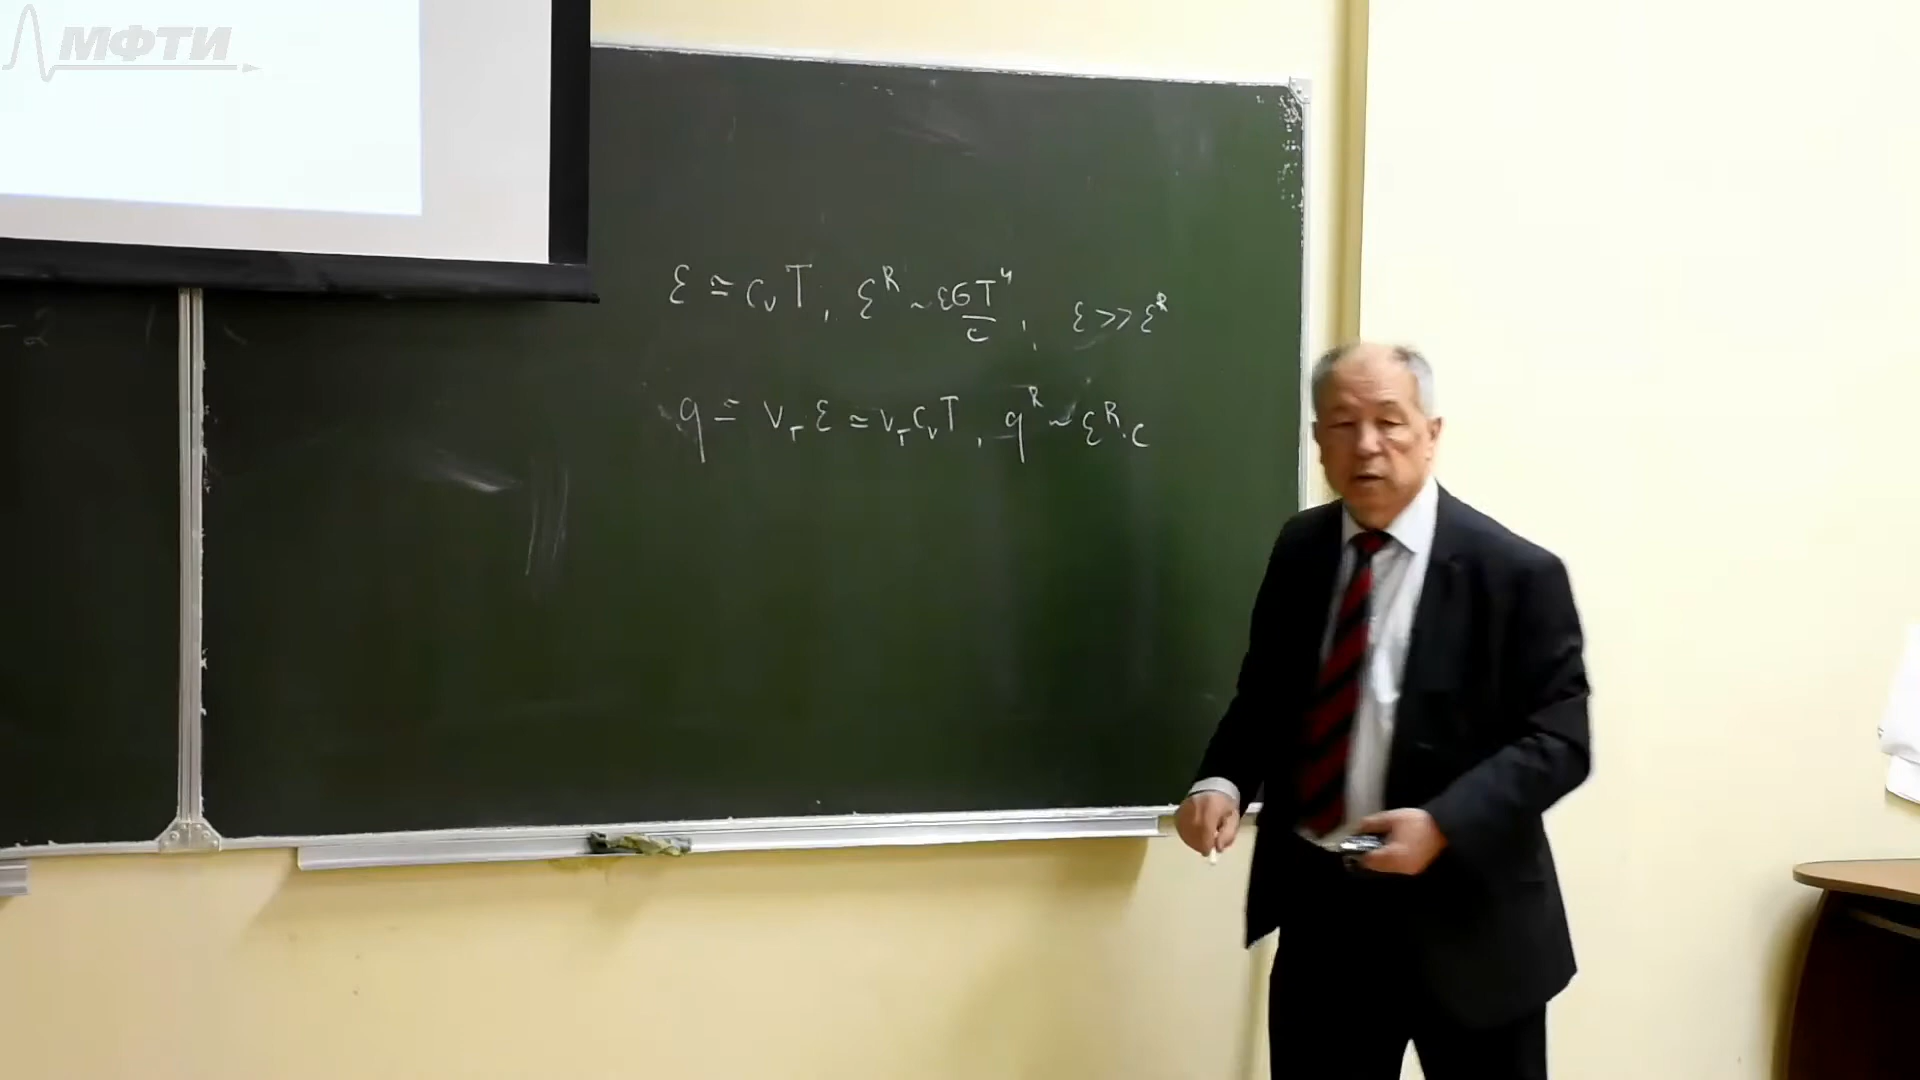 МФТИ
ε ≃ c_v T, ε^R ~ εσT^4/c; ε >> ε^R
q ≃ v_T ε ≃ v_T c_v T, q^R ~ ε^R·c